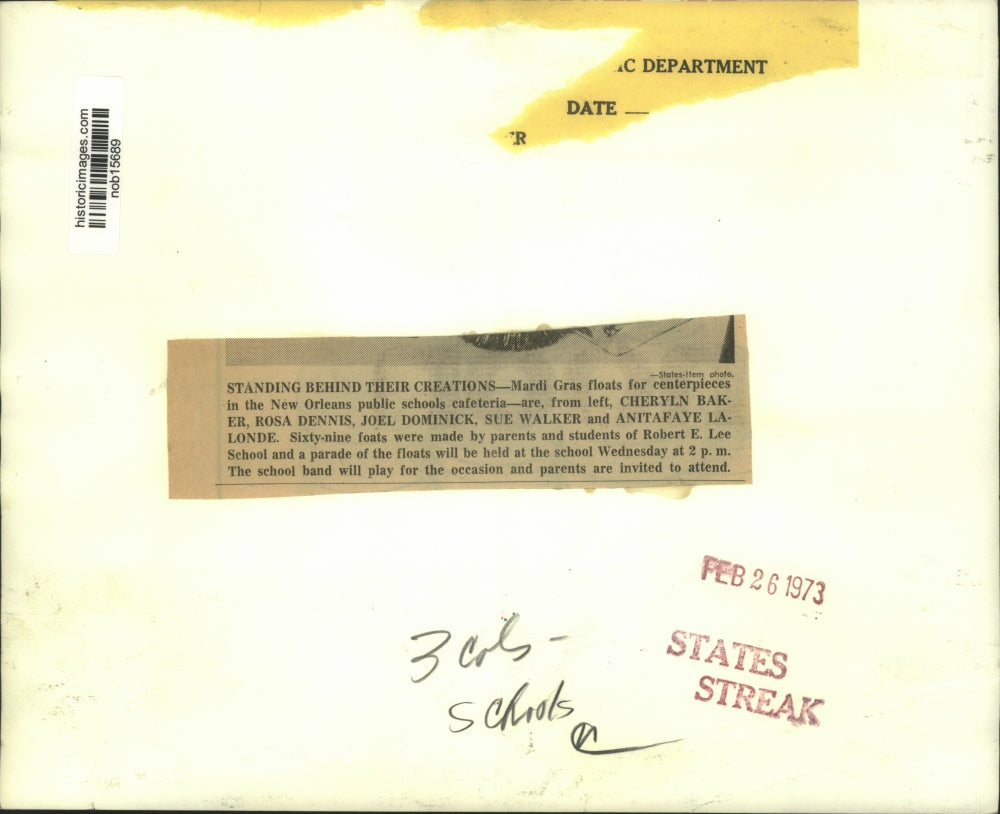 IC DEPARTMENT
DATE
ER
historicimages.com
nob15689
—States-Item photo.
STANDING BEHIND THEIR CREATIONS—Mardi Gras floats for centerpieces
in the New Orleans public schools cafeteria—are, from left, CHERYLN BAK-
ER, ROSA DENNIS, JOEL DOMINICK, SUE WALKER and ANITAFAYE LA-
LONDE. Sixty-nine foats were made by parents and students of Robert E. Lee
School and a parade of the floats will be held at the school Wednesday at 2 p. m.
The school band will play for the occasion and parents are invited to attend.
FEB 26 1973
3 cols -
Schools
STATES
STREAK